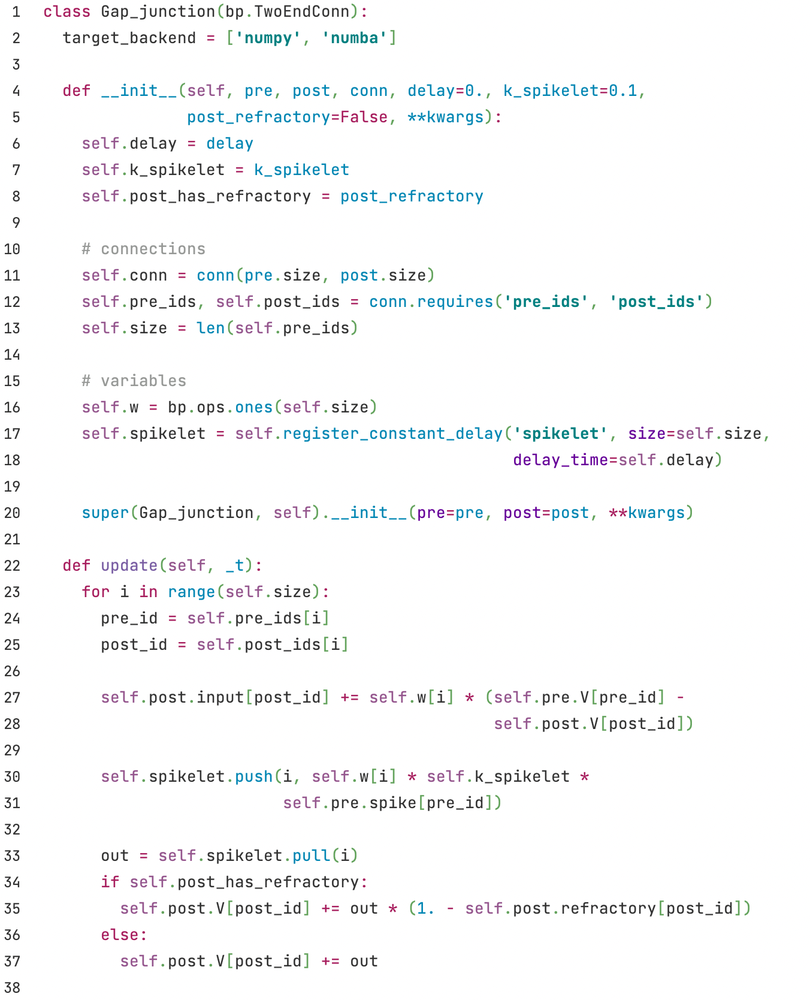 1 class Gap_junction(bp.TwoEndConn):
2   target_backend = ['numpy', 'numba']
3
4   def __init__(self, pre, post, conn, delay=0., k_spikelet=0.1,
5                post_refractory=False, **kwargs):
6     self.delay = delay
7     self.k_spikelet = k_spikelet
8     self.post_has_refractory = post_refractory
9
10     # connections
11     self.conn = conn(pre.size, post.size)
12     self.pre_ids, self.post_ids = conn.requires('pre_ids', 'post_ids')
13     self.size = len(self.pre_ids)
14
15     # variables
16     self.w = bp.ops.ones(self.size)
17     self.spikelet = self.register_constant_delay('spikelet', size=self.size,
18                                                  delay_time=self.delay)
19
20     super(Gap_junction, self).__init__(pre=pre, post=post, **kwargs)
21
22   def update(self, _t):
23     for i in range(self.size):
24       pre_id = self.pre_ids[i]
25       post_id = self.post_ids[i]
26
27       self.post.input[post_id] += self.w[i] * (self.pre.V[pre_id] -
28                                                self.post.V[post_id])
29
30       self.spikelet.push(i, self.w[i] * self.k_spikelet *
31                          self.pre.spike[pre_id])
32
33       out = self.spikelet.pull(i)
34       if self.post_has_refractory:
35         self.post.V[post_id] += out * (1. - self.post.refractory[post_id])
36       else:
37         self.post.V[post_id] += out
38